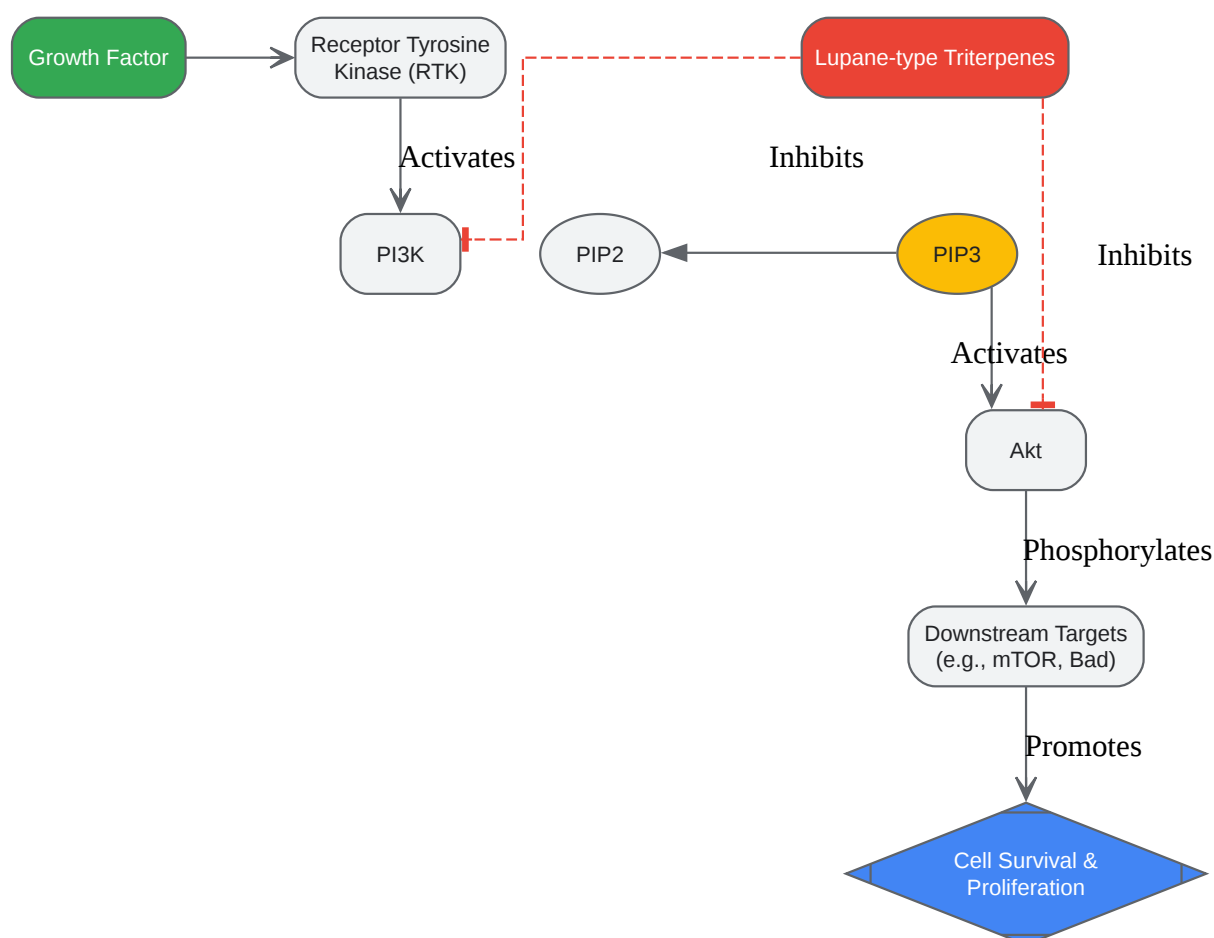 Growth Factor
Receptor Tyrosine
Kinase (RTK)
Lupane-type Triterpenes
Activates
Inhibits
PI3K
PIP2
PIP3
Inhibits
Activates
Akt
Phosphorylates
Downstream Targets
(e.g., mTOR, Bad)
Promotes
Cell Survival &
Proliferation